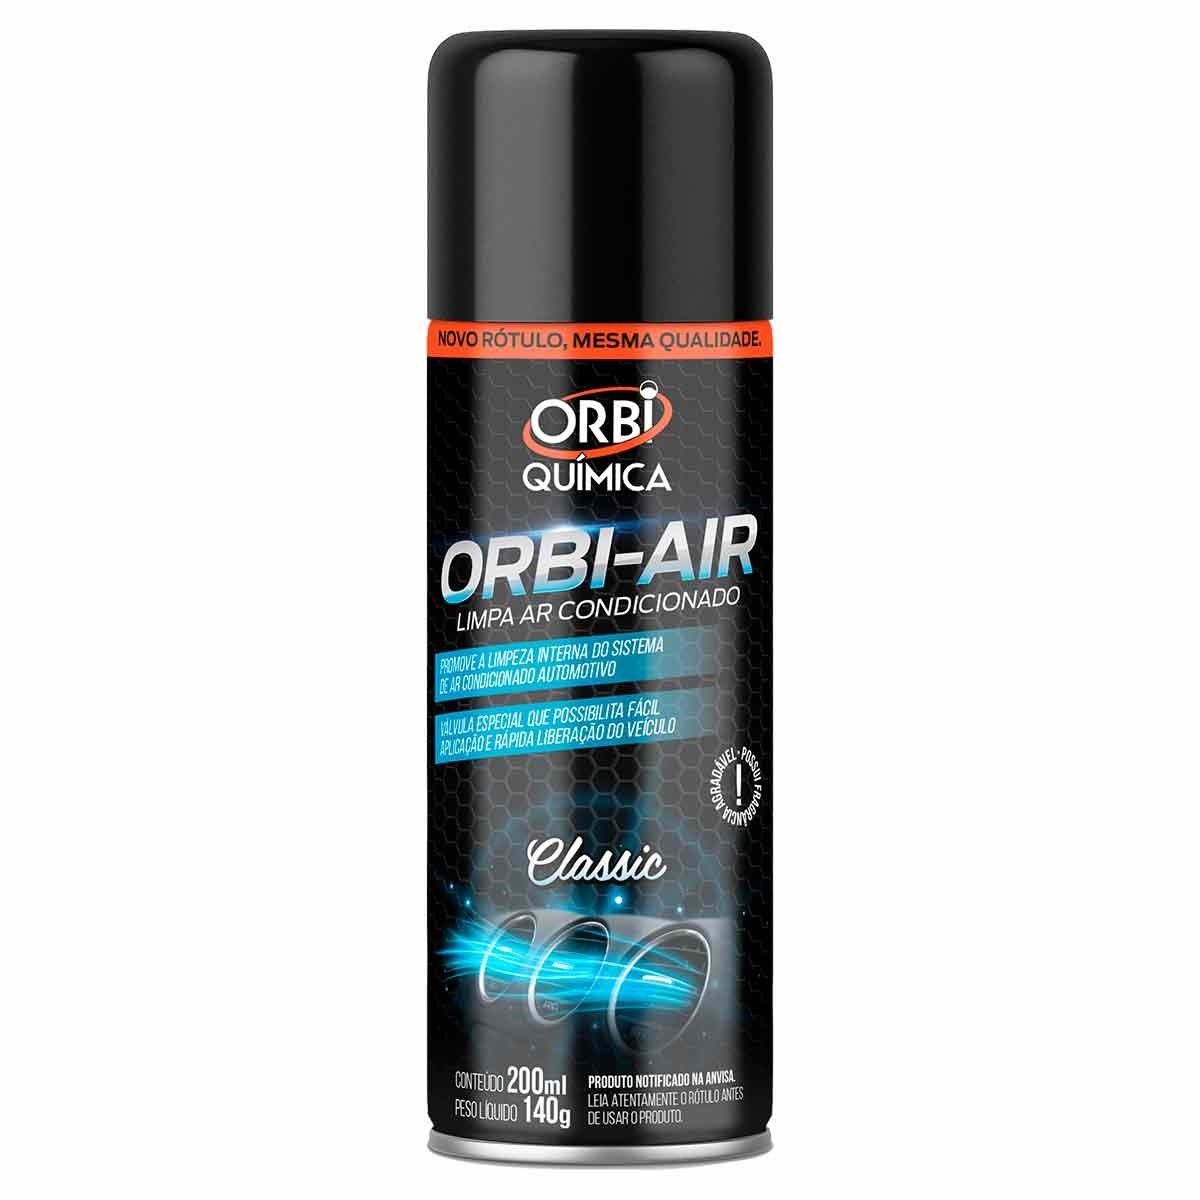 NOVO RÓTULO, MESMA QUALIDADE.
ORBI
QUÍMICA
ORBI-AIR
LIMPA AR CONDICIONADO
PROMOVE A LIMPEZA INTERNA DO SISTEMA
DE AR CONDICIONADO AUTOMOTIVO
VÁLVULA ESPECIAL QUE POSSIBILITA FÁCIL
APLICAÇÃO E RÁPIDA LIBERAÇÃO DO VEÍCULO
POSSUI FRAGRÂNCIA AGRADÁVEL •
!
Classic
CONTEÚDO 200ml
PESO LÍQUIDO 140g
PRODUTO NOTIFICADO NA ANVISA.
LEIA ATENTAMENTE O RÓTULO ANTES
DE USAR O PRODUTO.